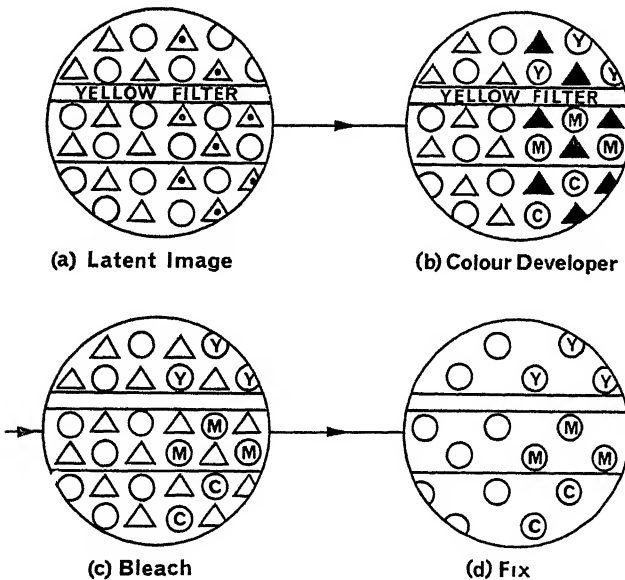 YELLOW FILTER
(a) Latent Image
Y
Y Y
YELLOW FILTER
M
M M
C
C
(b) Colour Developer
Y
Y Y
M
M M
C
C
(c) Bleach
Y
Y Y
M
M M
C
C
(d) Fix